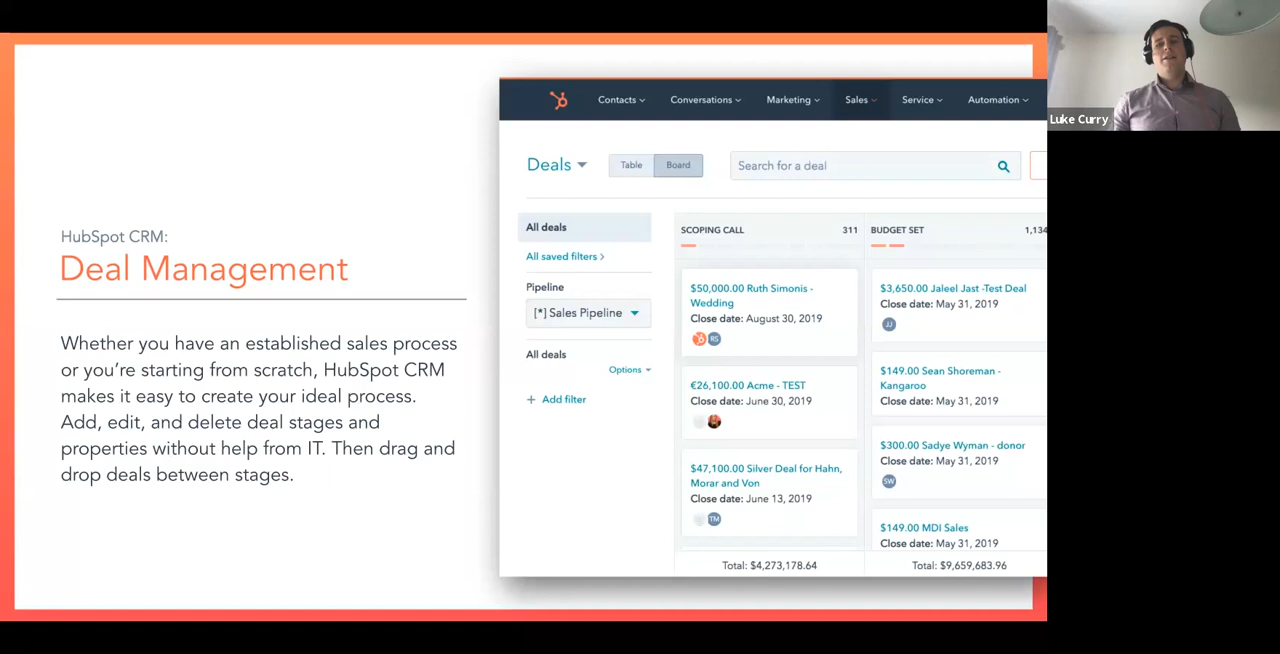 HubSpot CRM:
Deal Management
Whether you have an established sales process
or you’re starting from scratch, HubSpot CRM
makes it easy to create your ideal process.
Add, edit, and delete deal stages and
properties without help from IT. Then drag and
drop deals between stages.
Contacts Conversations Marketing Sales Service Automation
Deals Table Board Search for a deal
All deals
All saved filters >
Pipeline
[*] Sales Pipeline
All deals
Options
+ Add filter
SCOPING CALL 311
$50,000.00 Ruth Simonis -
Wedding
Close date: August 30, 2019
RS
€26,100.00 Acme - TEST
Close date: June 30, 2019
$47,100.00 Silver Deal for Hahn,
Morar and Von
Close date: June 13, 2019
TM
Total: $4,273,178.64
BUDGET SET 1,134
$3,650.00 Jaleel Jast -Test Deal
Close date: May 31, 2019
JJ
$149.00 Sean Shoreman -
Kangaroo
Close date: May 31, 2019
$300.00 Sadye Wyman - donor
Close date: May 31, 2019
SW
$149.00 MDI Sales
Close date: May 31, 2019
Total: $9,659,683.96
Luke Curry